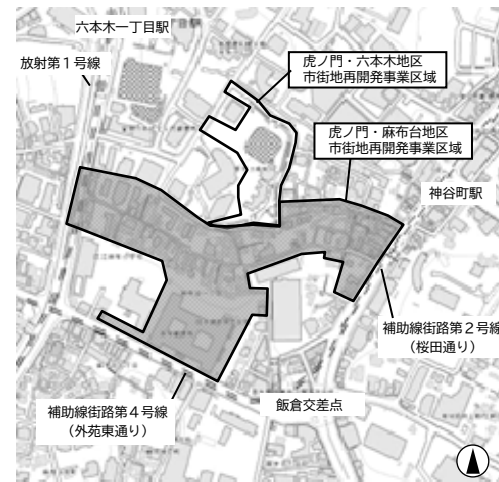 六本木一丁目駅
放射第1号線
虎ノ門・六本木地区
市街地再開発事業区域
虎ノ門・麻布台地区
市街地再開発事業区域
神谷町駅
補助線街路第2号線
（桜田通り）
飯倉交差点
補助線街路第4号線
（外苑東通り）